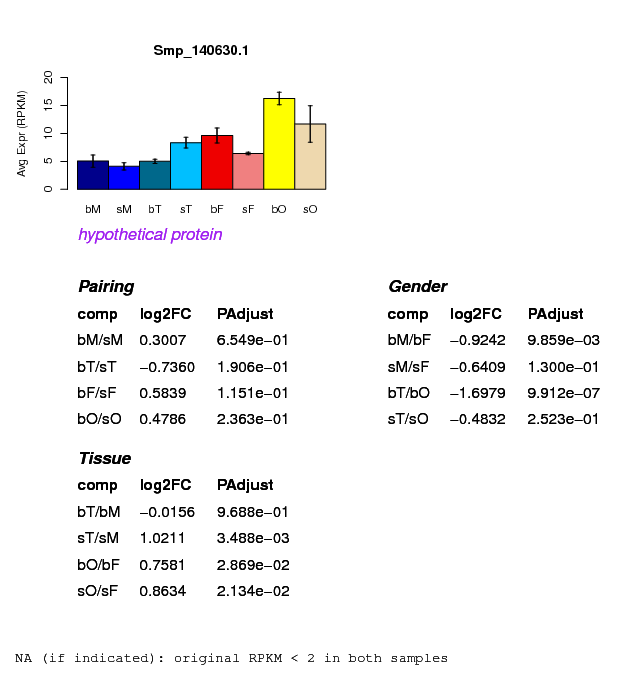 Smp_140630.1
Avg Expr (RPKM)
0 5 10 15 20
bM sM bT sT bF sF bO sO
hypothetical protein
Pairing
comp log2FC PAdjust
bM/sM 0.3007 6.549e−01
bT/sT −0.7360 1.906e−01
bF/sF 0.5839 1.151e−01
bO/sO 0.4786 2.363e−01
Gender
comp log2FC PAdjust
bM/bF −0.9242 9.859e−03
sM/sF −0.6409 1.300e−01
bT/bO −1.6979 9.912e−07
sT/sO −0.4832 2.523e−01
Tissue
comp log2FC PAdjust
bT/bM −0.0156 9.688e−01
sT/sM 1.0211 3.488e−03
bO/bF 0.7581 2.869e−02
sO/sF 0.8634 2.134e−02
NA (if indicated): original RPKM < 2 in both samples